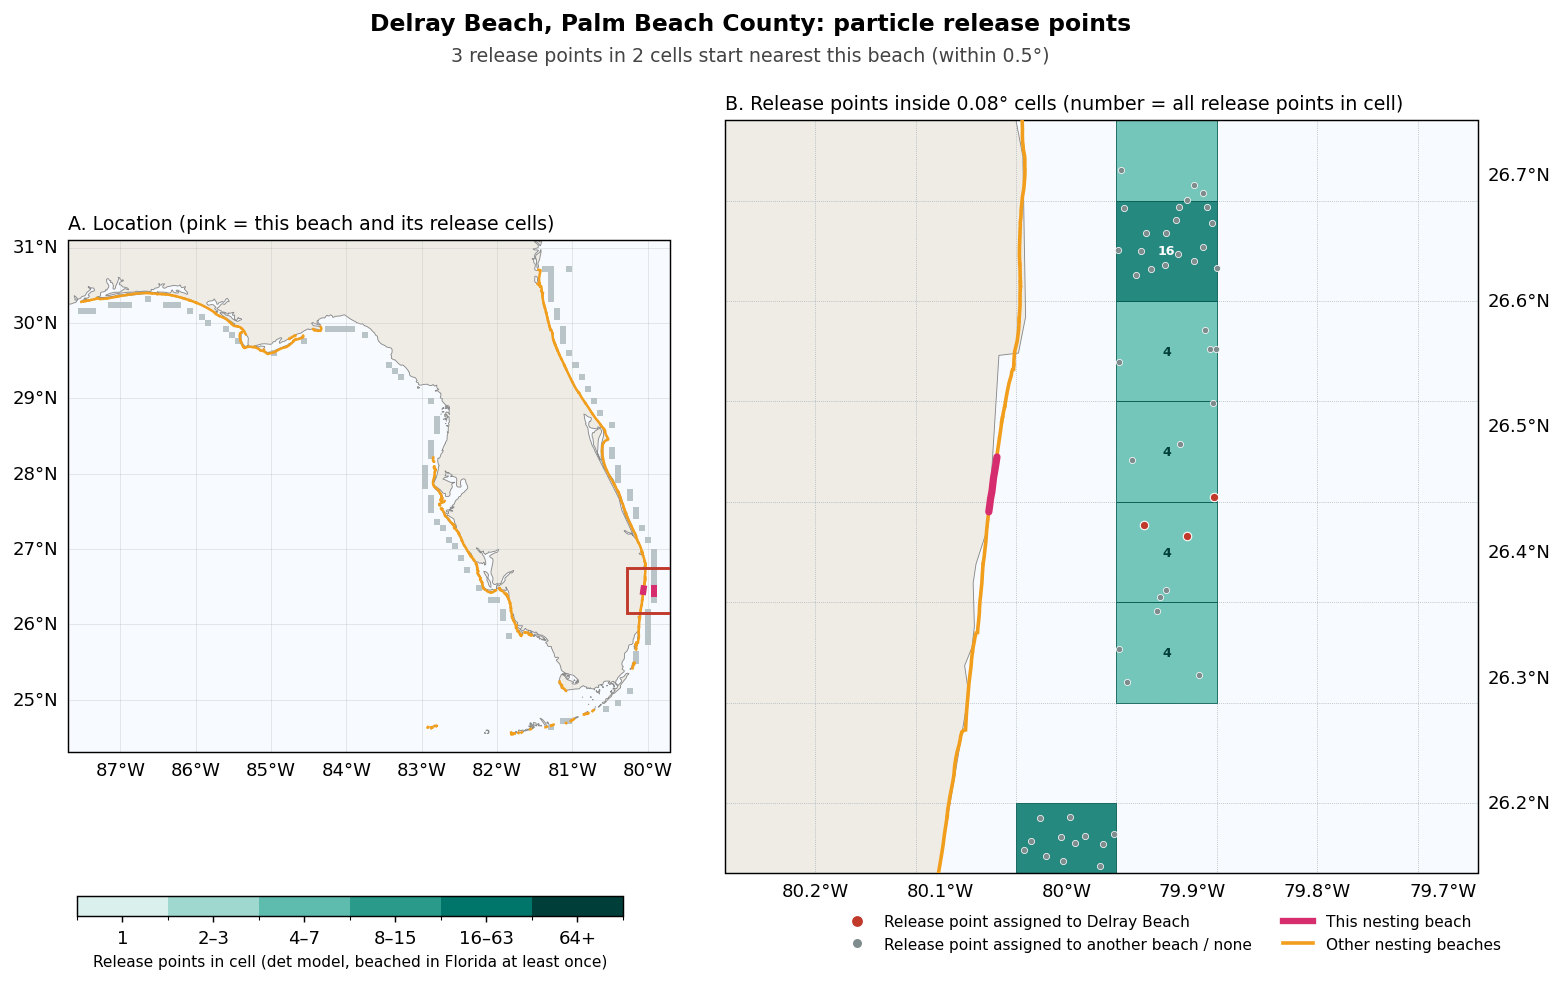 Delray Beach, Palm Beach County: particle release points
3 release points in 2 cells start nearest this beach (within 0.5°)
A. Location (pink = this beach and its release cells)
31°N
30°N
29°N
28°N
27°N
26°N
25°N
87°W 86°W 85°W 84°W 83°W 82°W 81°W 80°W
1 2–3 4–7 8–15 16–63 64+
Release points in cell (det model, beached in Florida at least once)
B. Release points inside 0.08° cells (number = all release points in cell)
16
4
4
4
4
26.7°N
26.6°N
26.5°N
26.4°N
26.3°N
26.2°N
80.2°W 80.1°W 80°W 79.9°W 79.8°W 79.7°W
Release point assigned to Delray Beach
Release point assigned to another beach / none
This nesting beach
Other nesting beaches